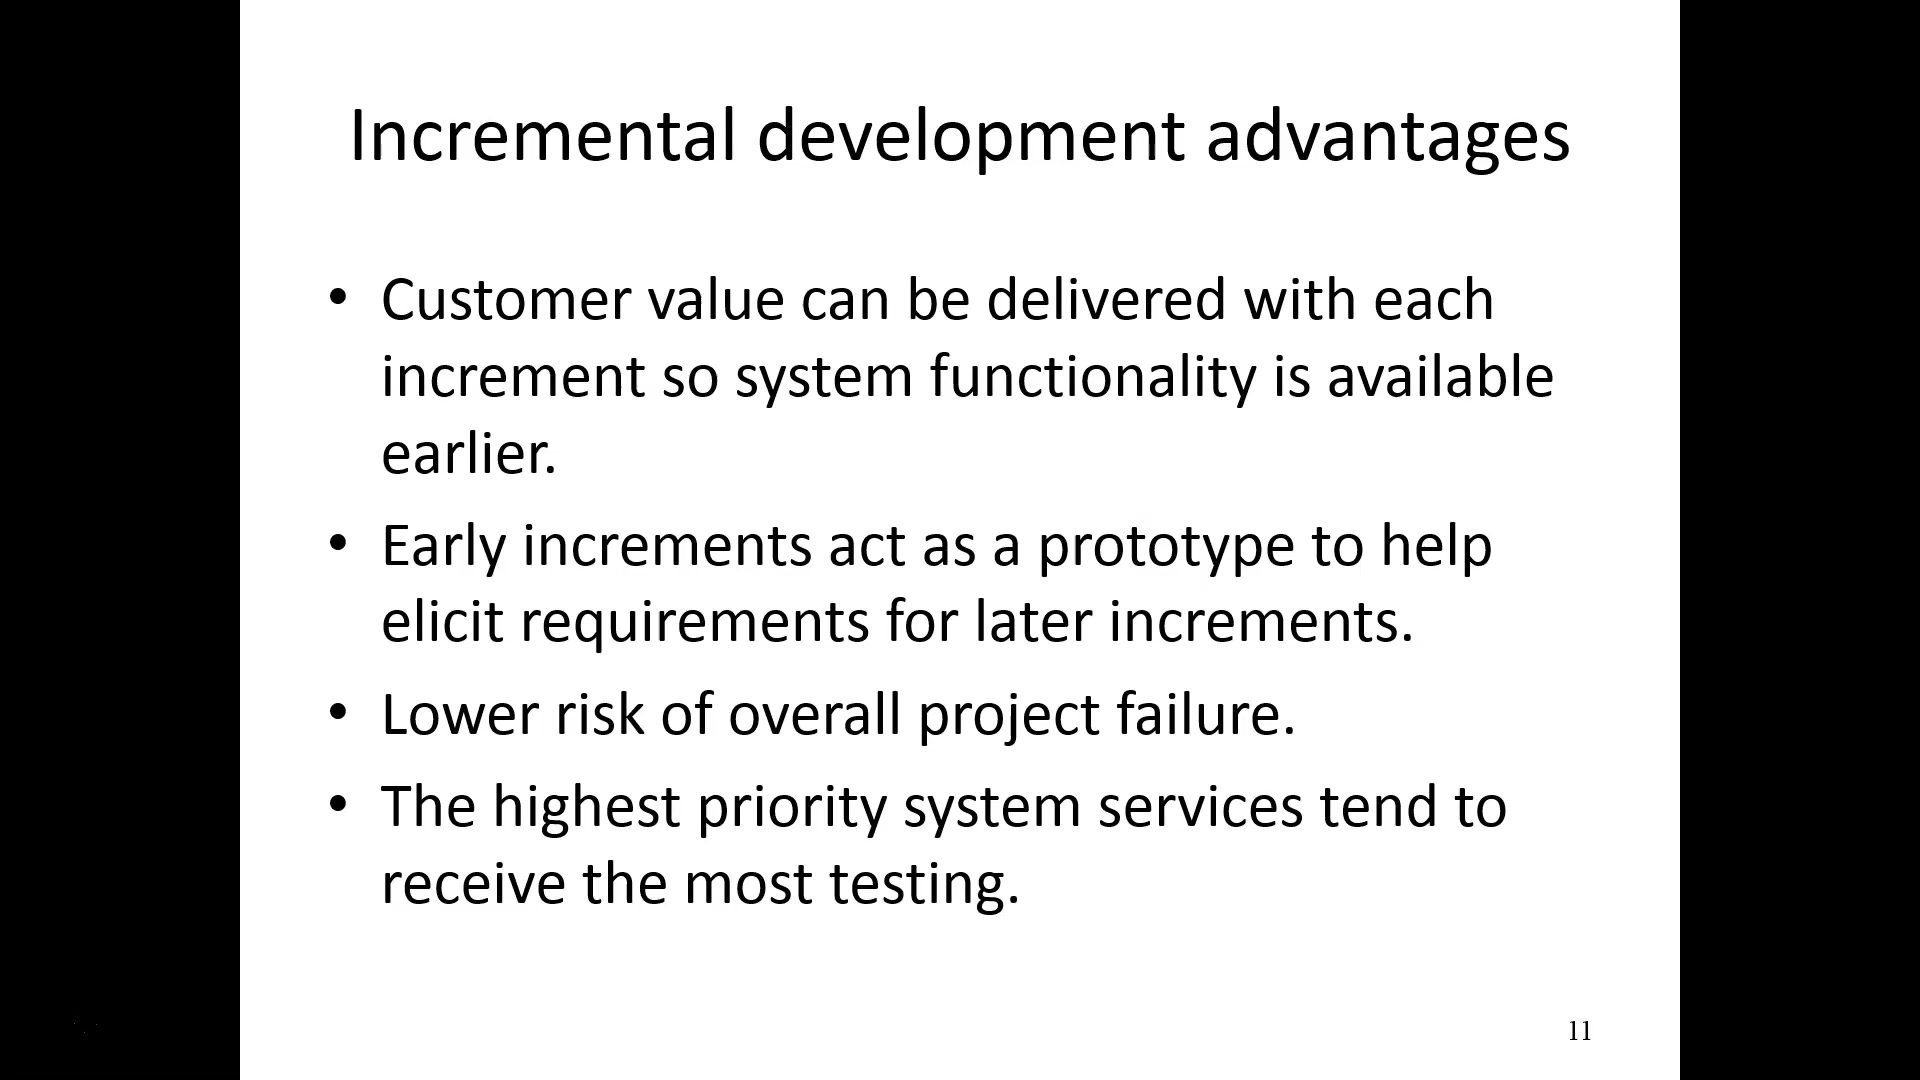 Incremental development advantages
• Customer value can be delivered with each
increment so system functionality is available
earlier.
• Early increments act as a prototype to help
elicit requirements for later increments.
• Lower risk of overall project failure.
• The highest priority system services tend to
receive the most testing.
11